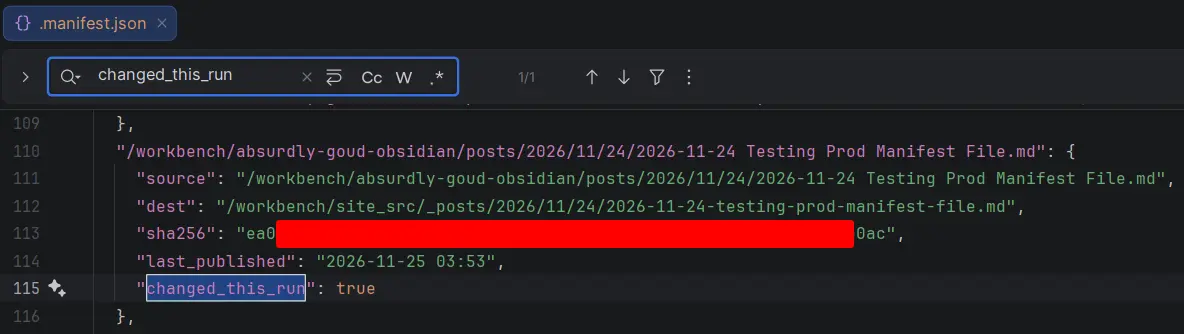 {} .manifest.json ×
changed_this_run × Cc W .* 1/1
109 },
110 "/workbench/absurdly-goud-obsidian/posts/2026/11/24/2026-11-24 Testing Prod Manifest File.md": {
111 "source": "/workbench/absurdly-goud-obsidian/posts/2026/11/24/2026-11-24 Testing Prod Manifest File.md",
112 "dest": "/workbench/site_src/_posts/2026/11/24/2026-11-24-testing-prod-manifest-file.md",
113 "sha256": "ea0 0ac",
114 "last_published": "2026-11-25 03:53",
115 "changed_this_run": true
116 },